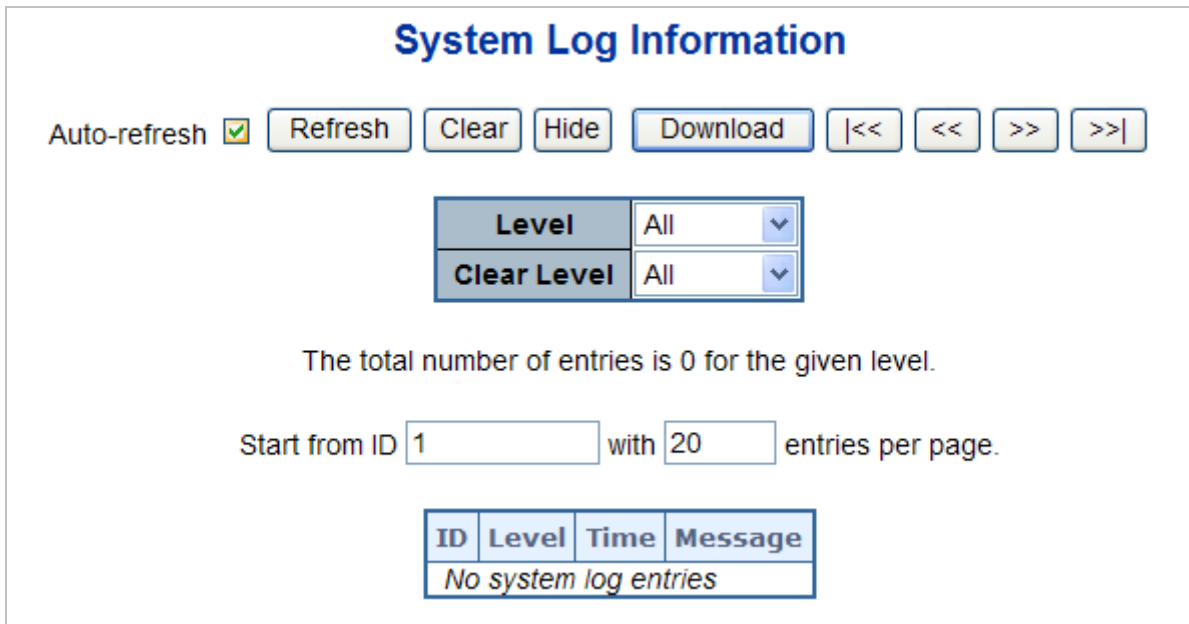 System Log Information
Auto-refresh Refresh Clear Hide Download |<< << >> >>|
Level All
Clear Level All
The total number of entries is 0 for the given level.
Start from ID 1 with 20 entries per page.
ID Level Time Message
No system log entries